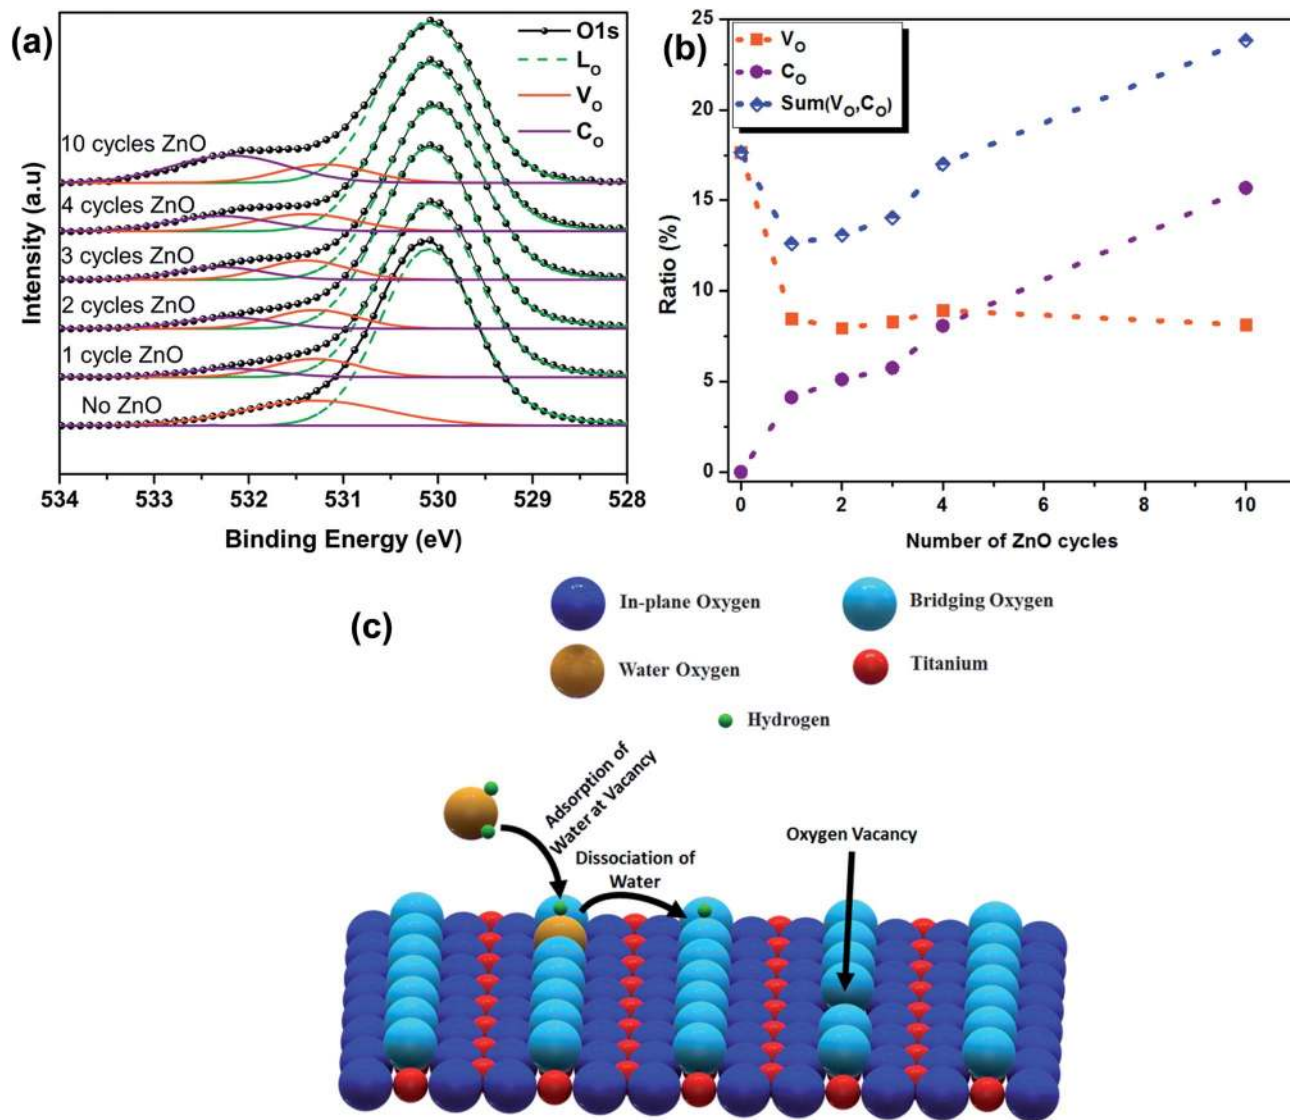 (a)
O1s
L_O
V_O
C_O
10 cycles ZnO
4 cycles ZnO
3 cycles ZnO
2 cycles ZnO
1 cycle ZnO
No ZnO
Intensity (a.u)
534 533 532 531 530 529 528
Binding Energy (eV)
(b)
V_O
C_O
Sum(V_O,C_O)
25
20
15
10
5
0
Ratio (%)
0 2 4 6 8 10
Number of ZnO cycles
(c)
In-plane Oxygen
Bridging Oxygen
Water Oxygen
Titanium
Hydrogen
Adsorption of
Water at Vacancy
Dissociation of
Water
Oxygen Vacancy